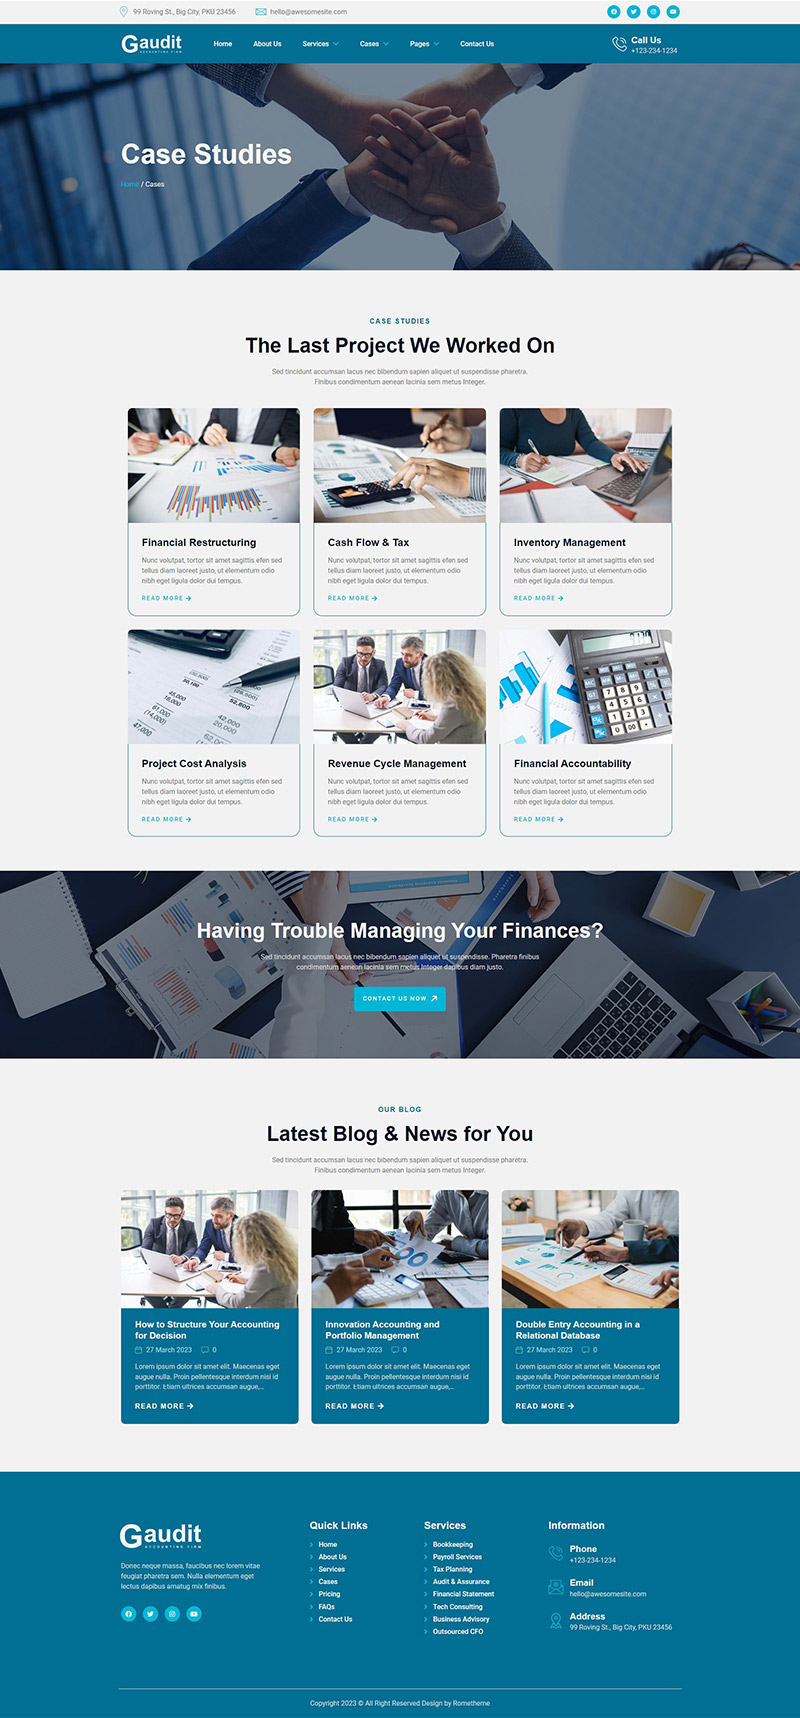 99 Roving St., Big City, PKU 23456 hello@awesomesite.com
Gaudit
ACCOUNTING FIRM
Home About Us Services Cases Pages Contact Us
Call Us
+123-234-1234
Case Studies
Home / Cases
CASE STUDIES
The Last Project We Worked On
Sed tincidunt accumsan lacus nec bibendum sapien aliquet ut suspendisse pharetra.
Finibus condimentum aenean lacinia sem metus Integer.
Financial Restructuring
Nunc volutpat, tortor sit amet sagittis efen sed
tellus diam laoreet justo, ut elementum odio
nibh eget ligula dolor dui tempus.
READ MORE
Cash Flow & Tax
Nunc volutpat, tortor sit amet sagittis efen sed
tellus diam laoreet justo, ut elementum odio
nibh eget ligula dolor dui tempus.
READ MORE
Inventory Management
Nunc volutpat, tortor sit amet sagittis efen sed
tellus diam laoreet justo, ut elementum odio
nibh eget ligula dolor dui tempus.
READ MORE
Project Cost Analysis
Nunc volutpat, tortor sit amet sagittis efen sed
tellus diam laoreet justo, ut elementum odio
nibh eget ligula dolor dui tempus.
READ MORE
Revenue Cycle Management
Nunc volutpat, tortor sit amet sagittis efen sed
tellus diam laoreet justo, ut elementum odio
nibh eget ligula dolor dui tempus.
READ MORE
Financial Accountability
Nunc volutpat, tortor sit amet sagittis efen sed
tellus diam laoreet justo, ut elementum odio
nibh eget ligula dolor dui tempus.
READ MORE
Having Trouble Managing Your Finances?
Sed tincidunt accumsan lacus nec bibendum sapien aliquet ut suspendisse. Pharetra finibus
condimentum aenean lacinia sem metus Integer dapibus diam justo.
CONTACT US NOW
OUR BLOG
Latest Blog & News for You
Sed tincidunt accumsan lacus nec bibendum sapien aliquet ut suspendisse pharetra.
Finibus condimentum aenean lacinia sem metus Integer.
How to Structure Your Accounting
for Decision
27 March 2023 0
Lorem ipsum dolor sit amet elit. Maecenas eget
augue nulla. Proin pellentesque interdum nisi id
porttitor. Etiam ultrices accumsan augue,...
READ MORE
Innovation Accounting and
Portfolio Management
27 March 2023 0
Lorem ipsum dolor sit amet elit. Maecenas eget
augue nulla. Proin pellentesque interdum nisi id
porttitor. Etiam ultrices accumsan augue,...
READ MORE
Double Entry Accounting in a
Relational Database
27 March 2023 0
Lorem ipsum dolor sit amet elit. Maecenas eget
augue nulla. Proin pellentesque interdum nisi id
porttitor. Etiam ultrices accumsan augue,...
READ MORE
Gaudit
ACCOUNTING FIRM
Donec neque massa, faucibus nec lorem vitae
feugiat pharetra sem. Nulla elementum eget
lectus dapibus amatug mix finibus.
Quick Links
Home
About Us
Services
Cases
Pricing
FAQs
Contact Us
Services
Bookkeeping
Payroll Services
Tax Planning
Audit & Assurance
Financial Statement
Tech Consulting
Business Advisory
Outsourced CFO
Information
Phone
+123-234-1234
Email
hello@awesomesite.com
Address
99 Roving St., Big City, PKU 23456
Copyright 2023 © All Right Reserved Design by Rometheme